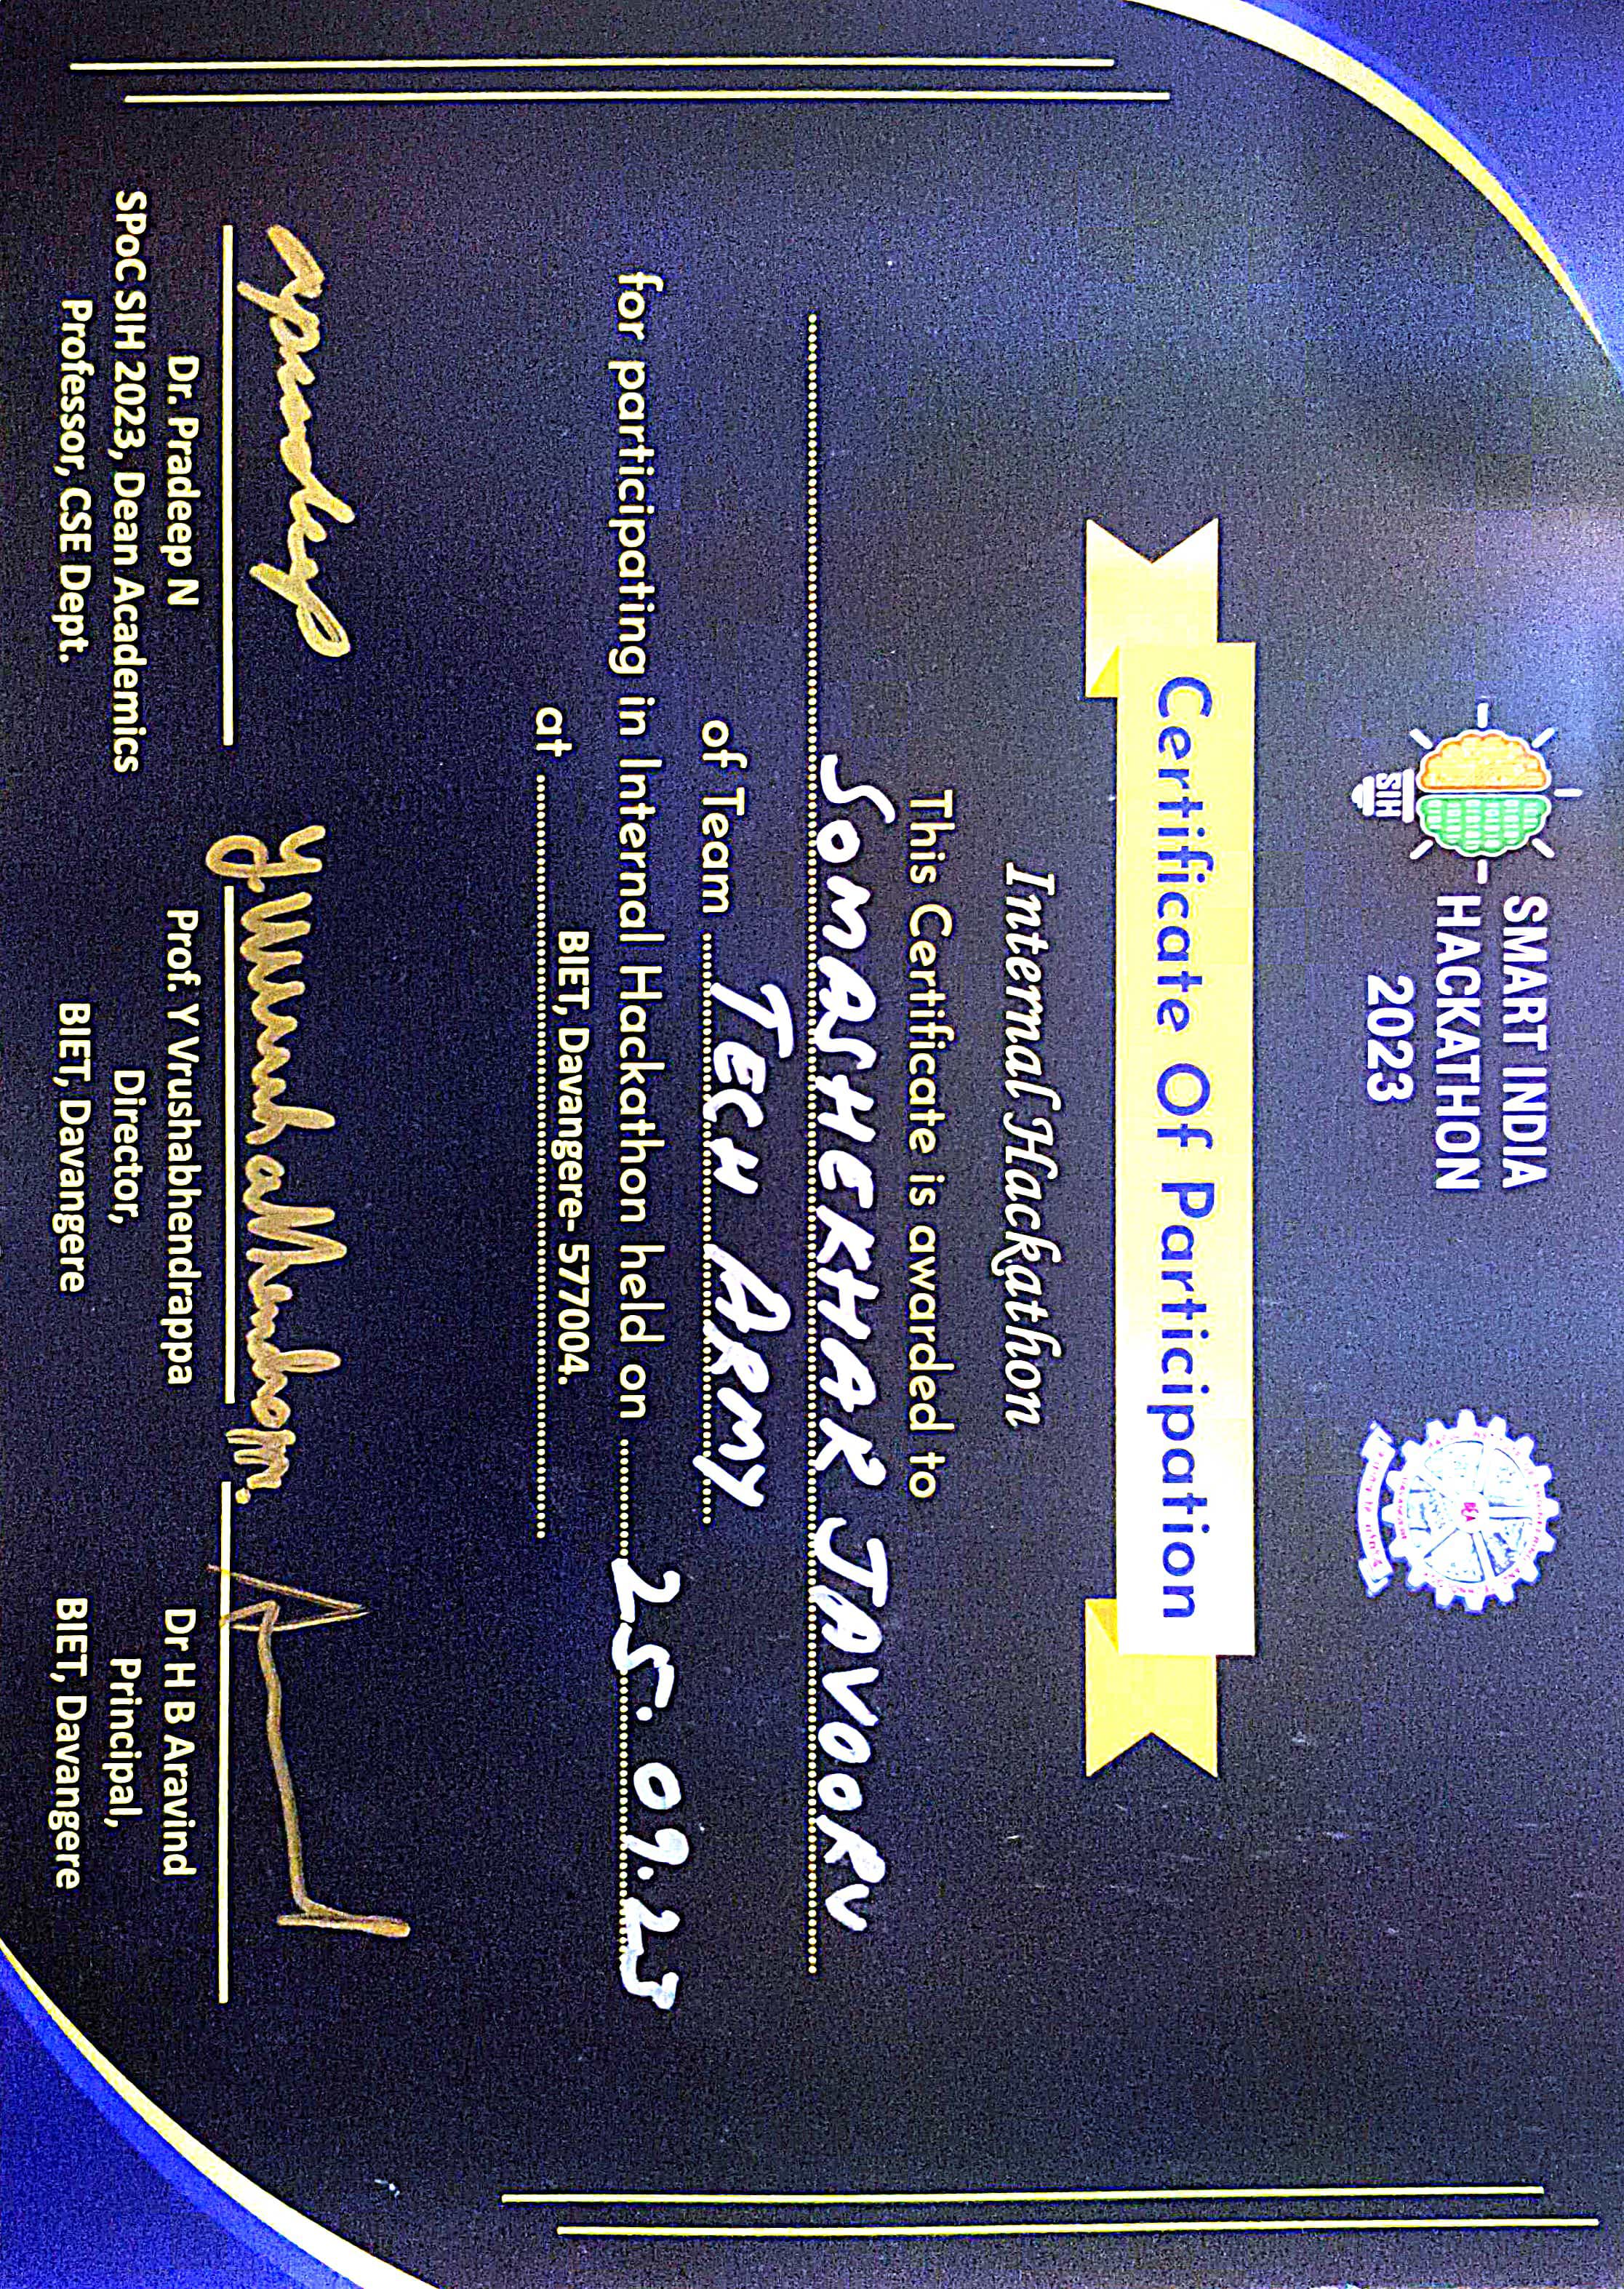 SMART INDIA
HACKATHON
2023
SIH
BEA
Certificate Of Participation
Internal Hackathon
This Certificate is awarded to
SOMASHEKHAR JAVOORU
of Team TECH ARMY
for participating in Internal Hackathon held on 25.09.23
at BIET, Davangere- 577004.
Dr. Pradeep N
SPoC SIH 2023, Dean Academics
Professor, CSE Dept.
Prof. Y Vrushabhendrappa
Director,
BIET, Davangere
Dr H B Aravind
Principal,
BIET, Davangere